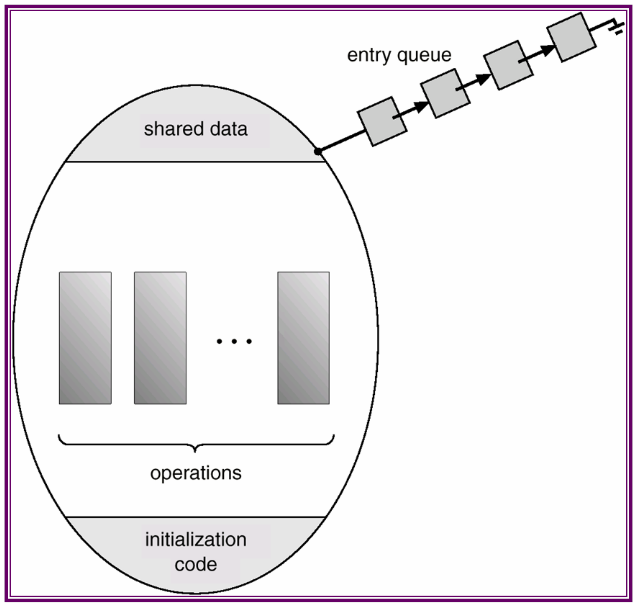 entry queue
shared data
. . .
operations
initialization
code